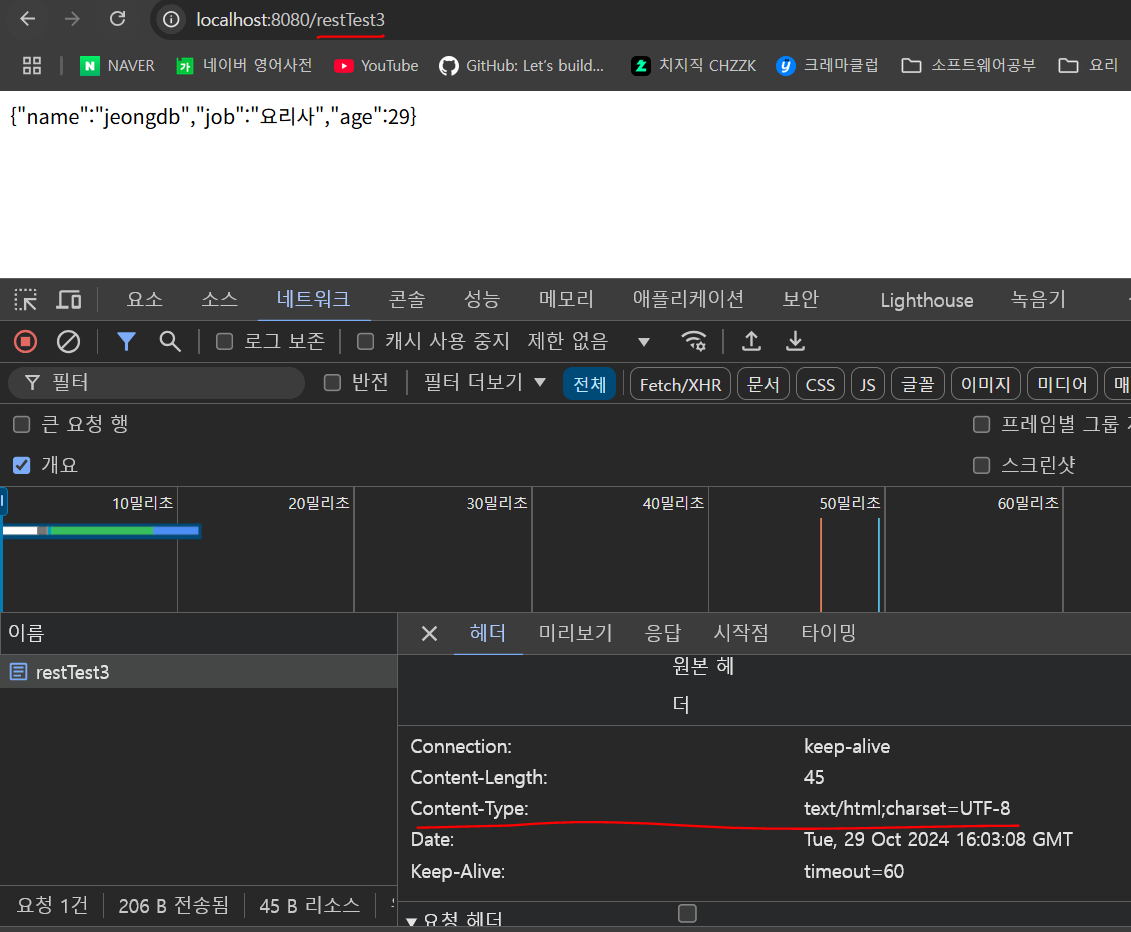 localhost:8080/restTest3
NAVER 네이버 영어사전 YouTube GitHub: Let's build... 치지직 CHZZK 크레마클럽 소프트웨어공부 요리
{"name":"jeongdb","job":"요리사","age":29}
요소 소스 네트워크 콘솔 성능 메모리 애플리케이션 보안 Lighthouse 녹음기
로그 보존 캐시 사용 중지 제한 없음
필터 반전 필터 더보기 전체 Fetch/XHR 문서 CSS JS 글꼴 이미지 미디어 매
큰 요청 행 프레임별 그룹
개요 스크린샷
10밀리초 20밀리초 30밀리초 40밀리초 50밀리초 60밀리초
이름 헤더 미리보기 응답 시작점 타이밍
restTest3
원본 헤
더
Connection: keep-alive
Content-Length: 45
Content-Type: text/html;charset=UTF-8
Date: Tue, 29 Oct 2024 16:03:08 GMT
Keep-Alive: timeout=60
요청 1건 206 B 전송됨 45 B 리소스
요청 헤더